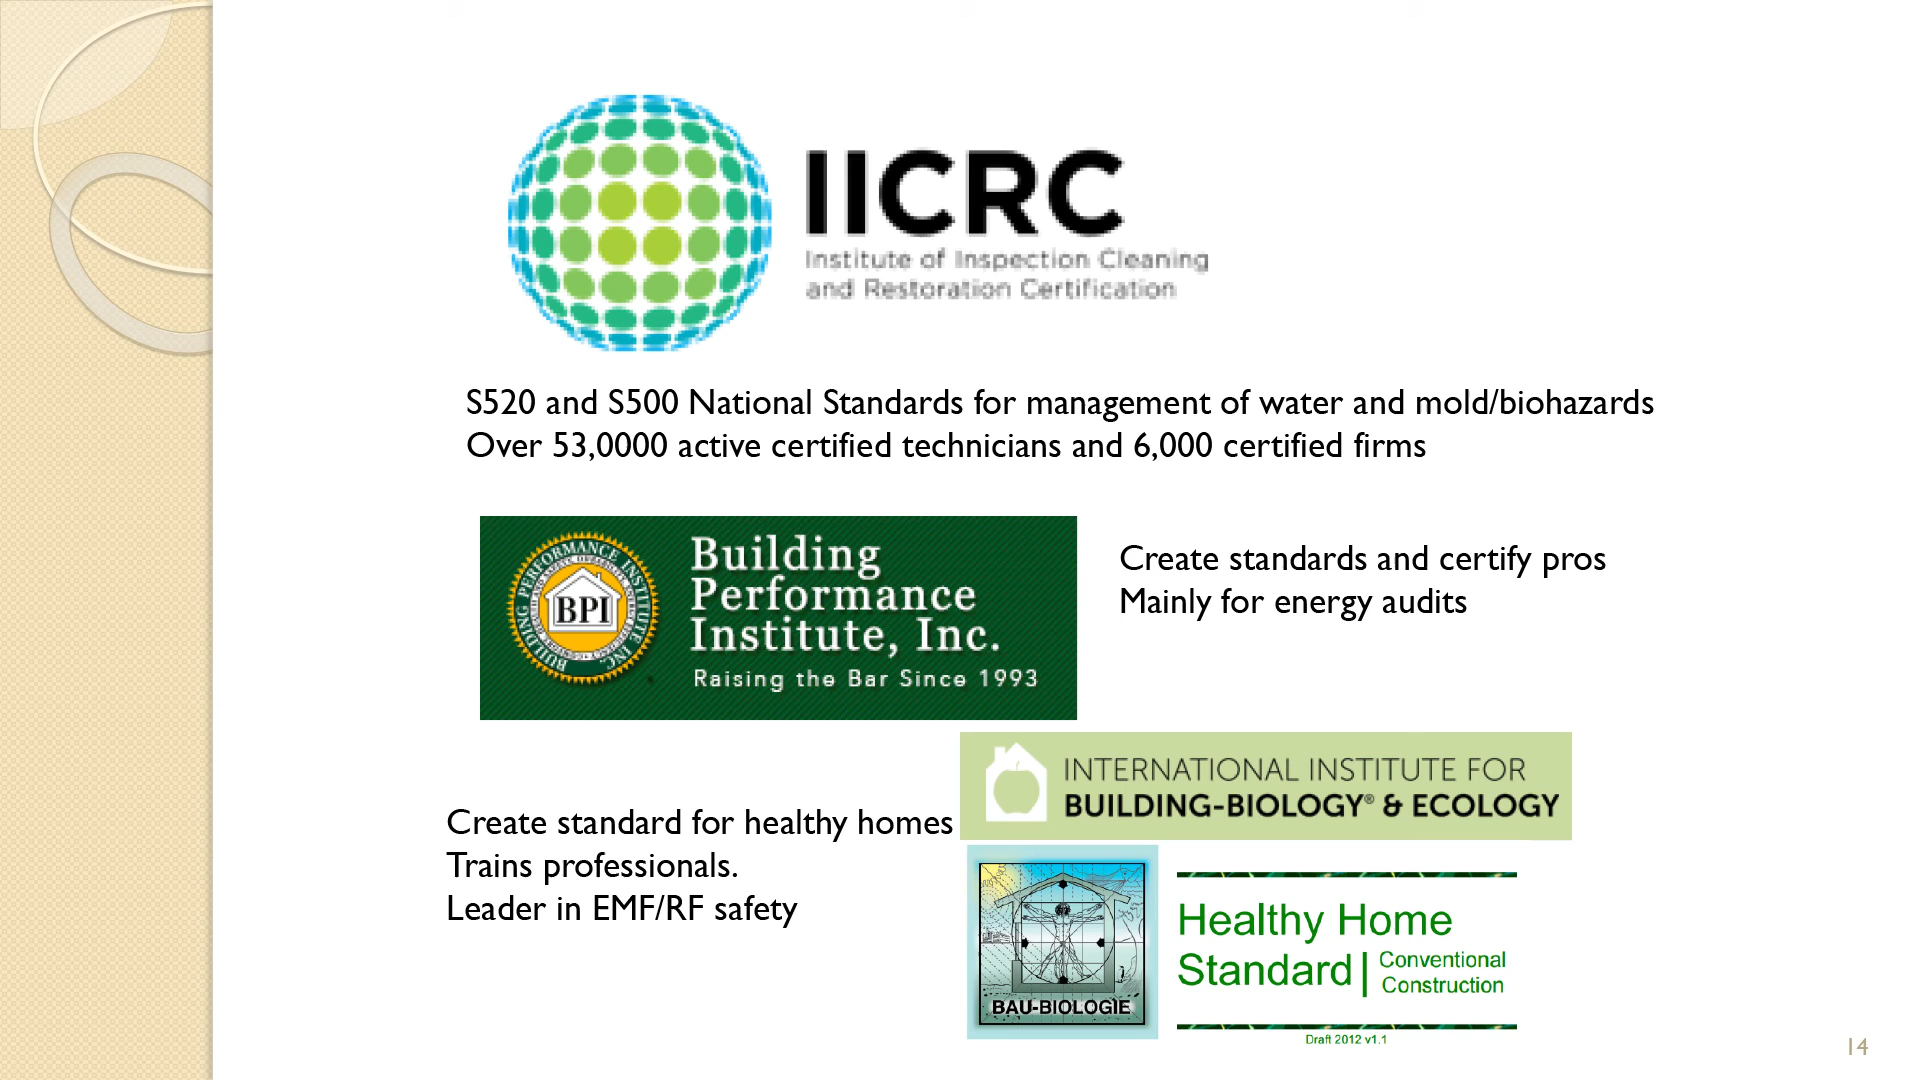 IICRC
Institute of Inspection Cleaning
and Restoration Certification
S520 and S500 National Standards for management of water and mold/biohazards
Over 53,0000 active certified technicians and 6,000 certified firms
BUILDING PERFORMANCE INSTITUTE INC.
BPI
Building
Performance
Institute, Inc.
Raising the Bar Since 1993
Create standards and certify pros
Mainly for energy audits
INTERNATIONAL INSTITUTE FOR
BUILDING-BIOLOGY® & ECOLOGY
Create standard for healthy homes
Trains professionals.
Leader in EMF/RF safety
BAU-BIOLOGIE
Healthy Home
Standard| Conventional
Construction
Draft 2012 v1.1
14